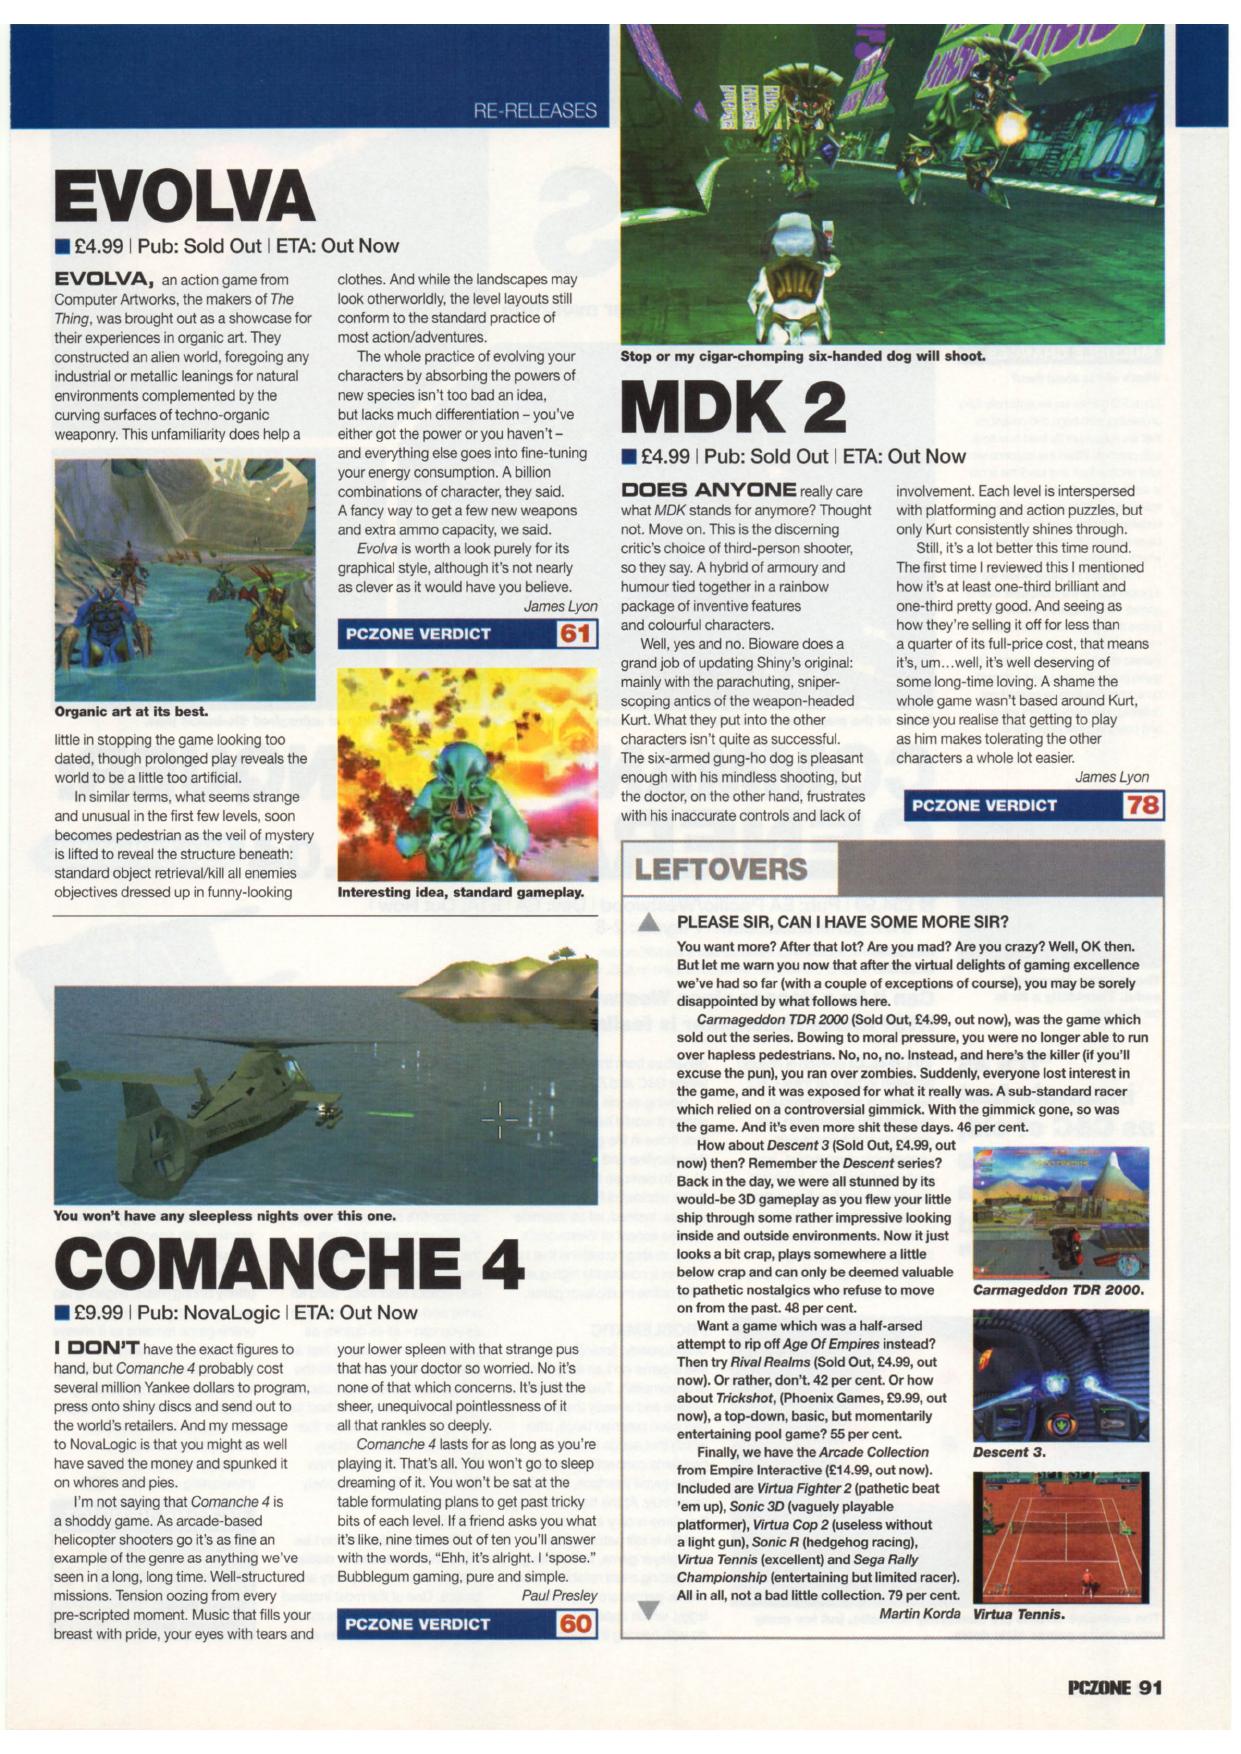 RE-RELEASES
EVOLVA
£4.99 | Pub: Sold Out | ETA: Out Now
EVOLVA, an action game from
Computer Artworks, the makers of The
Thing, was brought out as a showcase for
their experiences in organic art. They
constructed an alien world, foregoing any
industrial or metallic leanings for natural
environments complemented by the
curving surfaces of techno-organic
weaponry. This unfamiliarity does help a
Organic art at its best.
little in stopping the game looking too
dated, though prolonged play reveals the
world to be a little too artificial.
In similar terms, what seems strange
and unusual in the first few levels, soon
becomes pedestrian as the veil of mystery
is lifted to reveal the structure beneath:
standard object retrieval/kill all enemies
objectives dressed up in funny-looking
clothes. And while the landscapes may
look otherworldly, the level layouts still
conform to the standard practice of
most action/adventures.
The whole practice of evolving your
characters by absorbing the powers of
new species isn't too bad an idea,
but lacks much differentiation – you've
either got the power or you haven't –
and everything else goes into fine-tuning
your energy consumption. A billion
combinations of character, they said.
A fancy way to get a few new weapons
and extra ammo capacity, we said.
Evolva is worth a look purely for its
graphical style, although it's not nearly
as clever as it would have you believe.
James Lyon
PCZONE VERDICT 61
Interesting idea, standard gameplay.
You won't have any sleepless nights over this one.
COMANCHE 4
£9.99 | Pub: NovaLogic | ETA: Out Now
I DON'T have the exact figures to
hand, but Comanche 4 probably cost
several million Yankee dollars to program,
press onto shiny discs and send out to
the world's retailers. And my message
to NovaLogic is that you might as well
have saved the money and spunked it
on whores and pies.
I'm not saying that Comanche 4 is
a shoddy game. As arcade-based
helicopter shooters go it's as fine an
example of the genre as anything we've
seen in a long, long time. Well-structured
missions. Tension oozing from every
pre-scripted moment. Music that fills your
breast with pride, your eyes with tears and
your lower spleen with that strange pus
that has your doctor so worried. No it's
none of that which concerns. It's just the
sheer, unequivocal pointlessness of it
all that rankles so deeply.
Comanche 4 lasts for as long as you're
playing it. That's all. You won't go to sleep
dreaming of it. You won't be sat at the
table formulating plans to get past tricky
bits of each level. If a friend asks you what
it's like, nine times out of ten you'll answer
with the words, "Ehh, it's alright. I 'spose."
Bubblegum gaming, pure and simple.
Paul Presley
PCZONE VERDICT 60
Stop or my cigar-chomping six-handed dog will shoot.
MDK 2
£4.99 | Pub: Sold Out | ETA: Out Now
DOES ANYONE really care
what MDK stands for anymore? Thought
not. Move on. This is the discerning
critic's choice of third-person shooter,
so they say. A hybrid of armoury and
humour tied together in a rainbow
package of inventive features
and colourful characters.
Well, yes and no. Bioware does a
grand job of updating Shiny's original:
mainly with the parachuting, sniper-
scoping antics of the weapon-headed
Kurt. What they put into the other
characters isn't quite as successful.
The six-armed gung-ho dog is pleasant
enough with his mindless shooting, but
the doctor, on the other hand, frustrates
with his inaccurate controls and lack of
involvement. Each level is interspersed
with platforming and action puzzles, but
only Kurt consistently shines through.
Still, it's a lot better this time round.
The first time I reviewed this I mentioned
how it's at least one-third brilliant and
one-third pretty good. And seeing as
how they're selling it off for less than
a quarter of its full-price cost, that means
it's, um...well, it's well deserving of
some long-time loving. A shame the
whole game wasn't based around Kurt,
since you realise that getting to play
as him makes tolerating the other
characters a whole lot easier.
James Lyon
PCZONE VERDICT 78
LEFTOVERS
PLEASE SIR, CAN I HAVE SOME MORE SIR?
You want more? After that lot? Are you mad? Are you crazy? Well, OK then.
But let me warn you now that after the virtual delights of gaming excellence
we've had so far (with a couple of exceptions of course), you may be sorely
disappointed by what follows here.
Carmageddon TDR 2000 (Sold Out, £4.99, out now), was the game which
sold out the series. Bowing to moral pressure, you were no longer able to run
over hapless pedestrians. No, no, no. Instead, and here's the killer (if you'll
excuse the pun), you ran over zombies. Suddenly, everyone lost interest in
the game, and it was exposed for what it really was. A sub-standard racer
which relied on a controversial gimmick. With the gimmick gone, so was
the game. And it's even more shit these days. 46 per cent.
How about Descent 3 (Sold Out, £4.99, out
now) then? Remember the Descent series?
Back in the day, we were all stunned by its
would-be 3D gameplay as you flew your little
ship through some rather impressive looking
inside and outside environments. Now it just
looks a bit crap, plays somewhere a little
below crap and can only be deemed valuable
to pathetic nostalgics who refuse to move
on from the past. 48 per cent.
Want a game which was a half-arsed
attempt to rip off Age Of Empires instead?
Then try Rival Realms (Sold Out, £4.99, out
now). Or rather, don't. 42 per cent. Or how
about Trickshot, (Phoenix Games, £9.99, out
now), a top-down, basic, but momentarily
entertaining pool game? 55 per cent.
Finally, we have the Arcade Collection
from Empire Interactive (£14.99, out now).
Included are Virtua Fighter 2 (pathetic beat
'em up), Sonic 3D (vaguely playable
platformer), Virtua Cop 2 (useless without
a light gun), Sonic R (hedgehog racing),
Virtua Tennis (excellent) and Sega Rally
Championship (entertaining but limited racer).
All in all, not a bad little collection. 79 per cent.
Martin Korda
Carmageddon TDR 2000.
Descent 3.
Virtua Tennis.
PCZONE 91